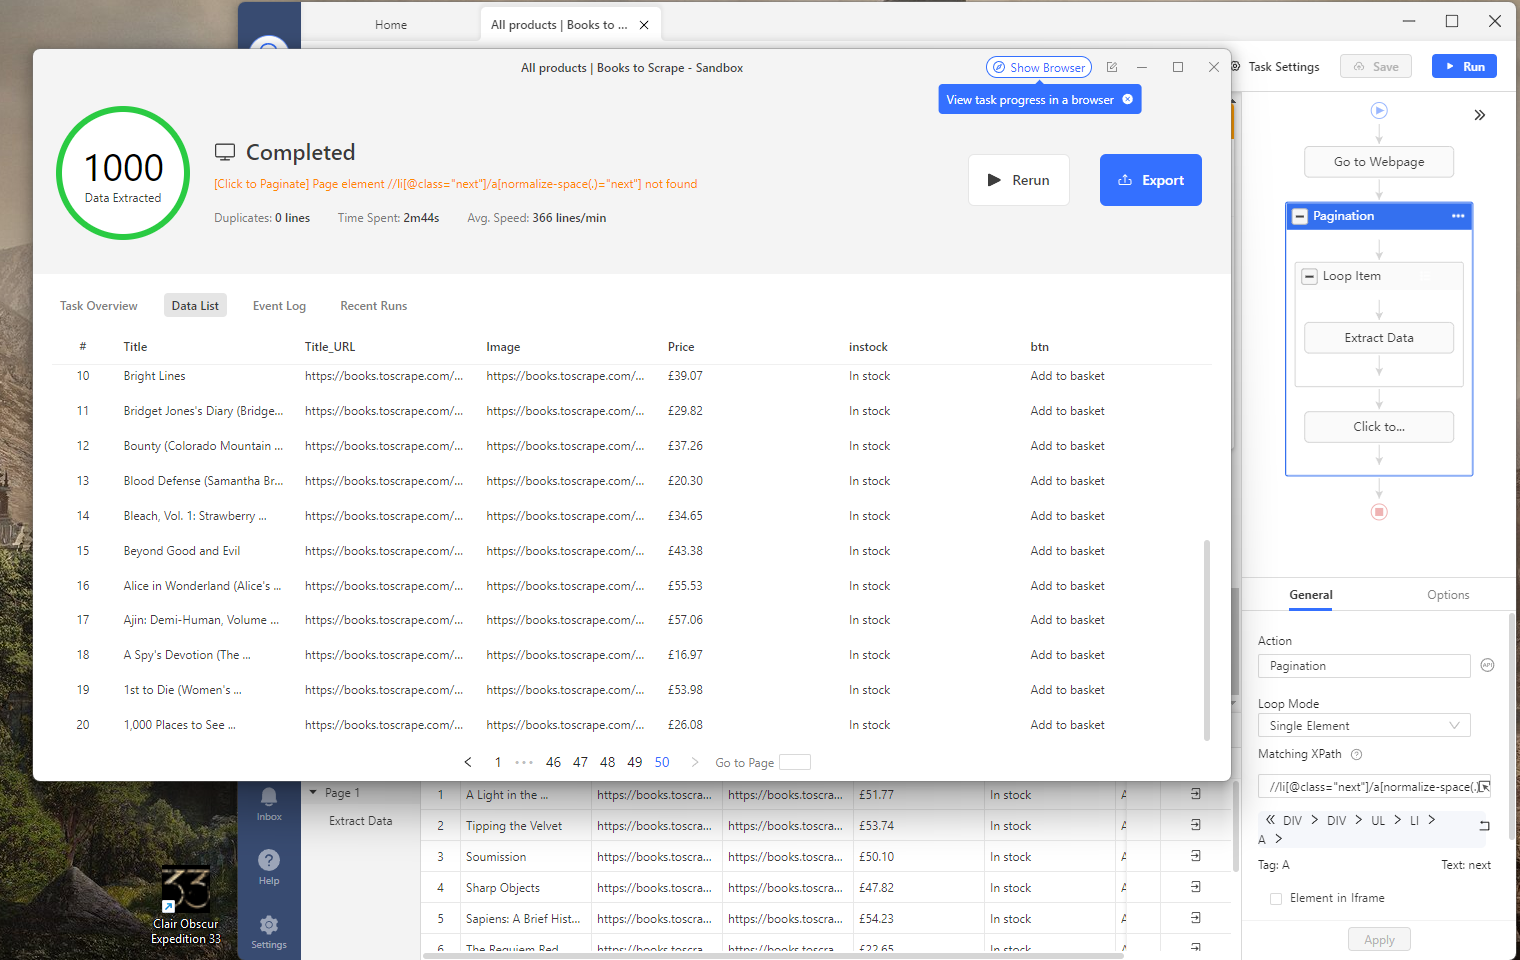 Home
All products | Books to ...
Task Settings
Save
Run
All products | Books to Scrape - Sandbox
Show Browser
View task progress in a browser
1000
Data Extracted
Completed
[Click to Paginate] Page element //li[@class="next"]/a[normalize-space(.)="next"] not found
Duplicates: 0 lines Time Spent: 2m44s Avg. Speed: 366 lines/min
Rerun
Export
Task Overview Data List Event Log Recent Runs
# Title Title_URL Image Price instock btn
10 Bright Lines https://books.toscrape.com/... https://books.toscrape.com/... £39.07 In stock Add to basket
11 Bridget Jones's Diary (Bridge... https://books.toscrape.com/... https://books.toscrape.com/... £29.82 In stock Add to basket
12 Bounty (Colorado Mountain ... https://books.toscrape.com/... https://books.toscrape.com/... £37.26 In stock Add to basket
13 Blood Defense (Samantha Br... https://books.toscrape.com/... https://books.toscrape.com/... £20.30 In stock Add to basket
14 Bleach, Vol. 1: Strawberry ... https://books.toscrape.com/... https://books.toscrape.com/... £34.65 In stock Add to basket
15 Beyond Good and Evil https://books.toscrape.com/... https://books.toscrape.com/... £43.38 In stock Add to basket
16 Alice in Wonderland (Alice's ... https://books.toscrape.com/... https://books.toscrape.com/... £55.53 In stock Add to basket
17 Ajin: Demi-Human, Volume ... https://books.toscrape.com/... https://books.toscrape.com/... £57.06 In stock Add to basket
18 A Spy's Devotion (The ... https://books.toscrape.com/... https://books.toscrape.com/... £16.97 In stock Add to basket
19 1st to Die (Women's ... https://books.toscrape.com/... https://books.toscrape.com/... £53.98 In stock Add to basket
20 1,000 Places to See ... https://books.toscrape.com/... https://books.toscrape.com/... £26.08 In stock Add to basket
1 ··· 46 47 48 49 50 Go to Page
Go to Webpage
Pagination
Loop Item
Extract Data
Click to...
General Options
Action
Pagination
API
Loop Mode
Single Element
Matching XPath
//li[@class="next"]/a[normalize-space(.)
« DIV > DIV > UL > LI >
A >
Tag: A Text: next
Element in Iframe
Apply
Inbox
Help
Settings
Page 1
Extract Data
1 A Light in the ... https://books.toscra... https://books.toscra... £51.77 In stock A
2 Tipping the Velvet https://books.toscra... https://books.toscra... £53.74 In stock A
3 Soumission https://books.toscra... https://books.toscra... £50.10 In stock A
4 Sharp Objects https://books.toscra... https://books.toscra... £47.82 In stock A
5 Sapiens: A Brief Hist... https://books.toscra... https://books.toscra... £54.23 In stock A
6 The Requiem Red https://books.toscra... https://books.toscra... £22.65 In stock A
33
Clair Obscur
Expedition 33